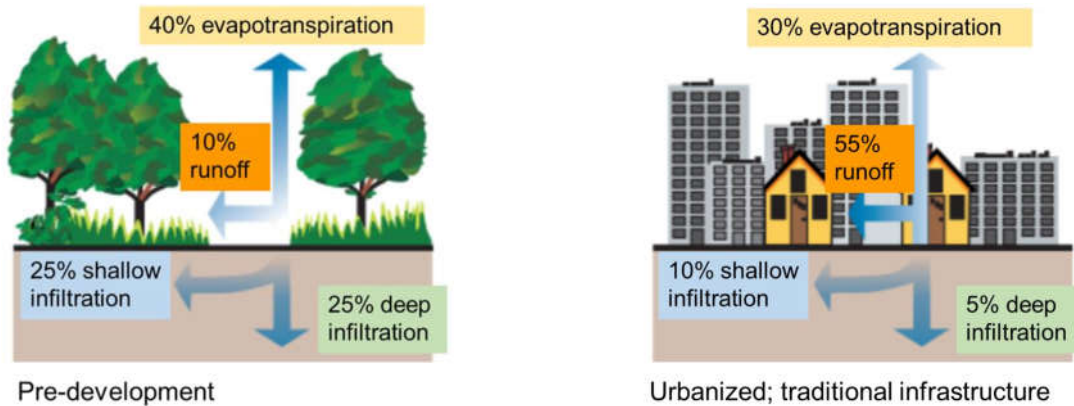 40% evapotranspiration
10%
runoff
25% shallow
infiltration
25% deep
infiltration
Pre-development
30% evapotranspiration
55%
runoff
10% shallow
infiltration
5% deep
infiltration
Urbanized; traditional infrastructure